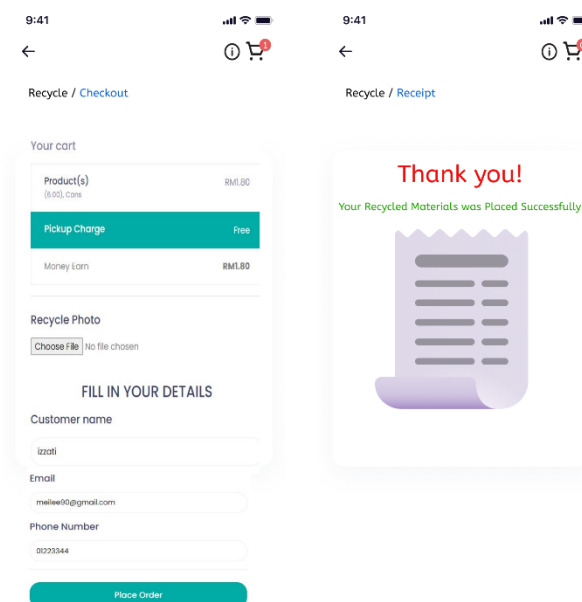 9:41
1
Recycle / Checkout
Your cart
Product(s)
RM1.80
(6.00), Cans
Pickup Charge
Free
Money Earn
RM1.80
Recycle Photo
Choose File No file chosen
FILL IN YOUR DETAILS
Customer name
izzati
Email
meilee90@gmail.com
Phone Number
01223344
Place Order
9:41
Recycle / Receipt
Thank you!
Your Recycled Materials was Placed Successfully